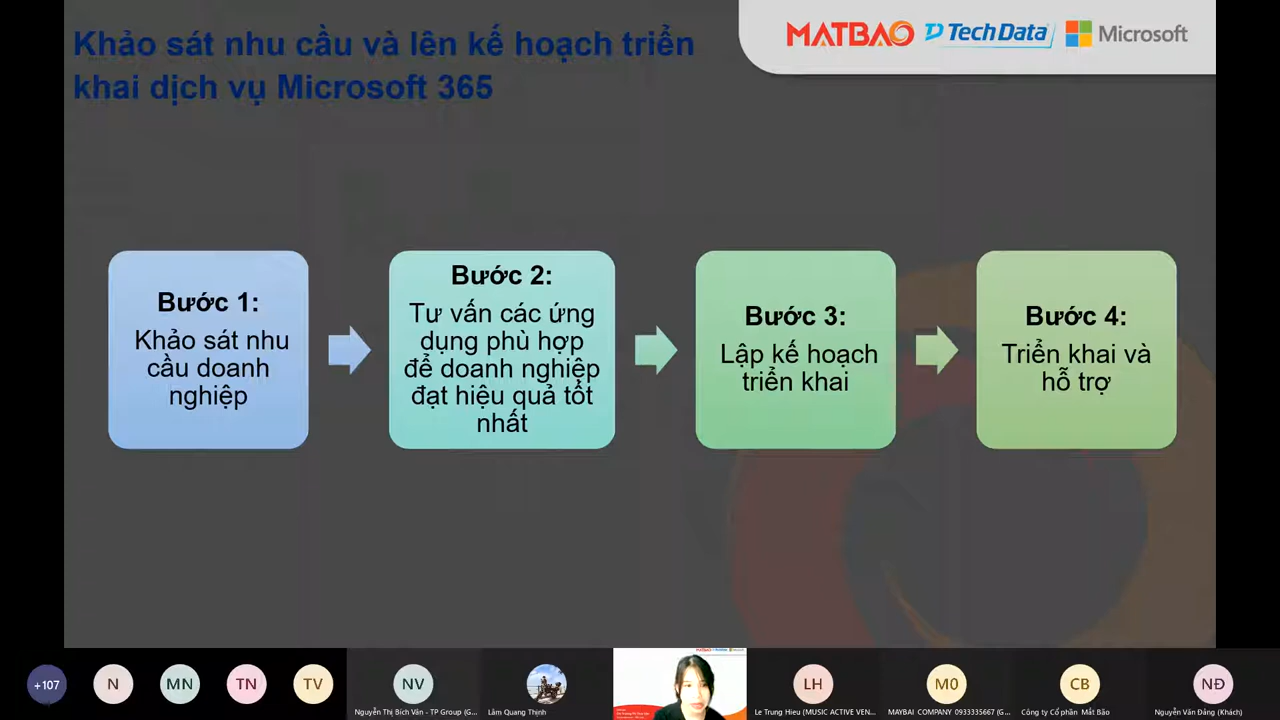 Khảo sát nhu cầu và lên kế hoạch triển
khai dịch vụ Microsoft 365
MATBAO TechData Microsoft
Bước 1:
Khảo sát nhu
cầu doanh
nghiệp
Bước 2:
Tư vấn các ứng
dụng phù hợp
để doanh nghiệp
đạt hiệu quả tốt
nhất
Bước 3:
Lập kế hoạch
triển khai
Bước 4:
Triển khai và
hỗ trợ
+107
N
MN
TN
TV
NV
Nguyễn Thị Bích Vân - TP Group (G...
Lâm Quang Thịnh
LH
Le Trung Hieu (MUSIC ACTIVE VEN...
M0
MAYBAI COMPANY 0933335667 (G...
CB
Công ty Cổ phần Mắt Bão
NĐ
Nguyễn Văn Đảng (Khách)